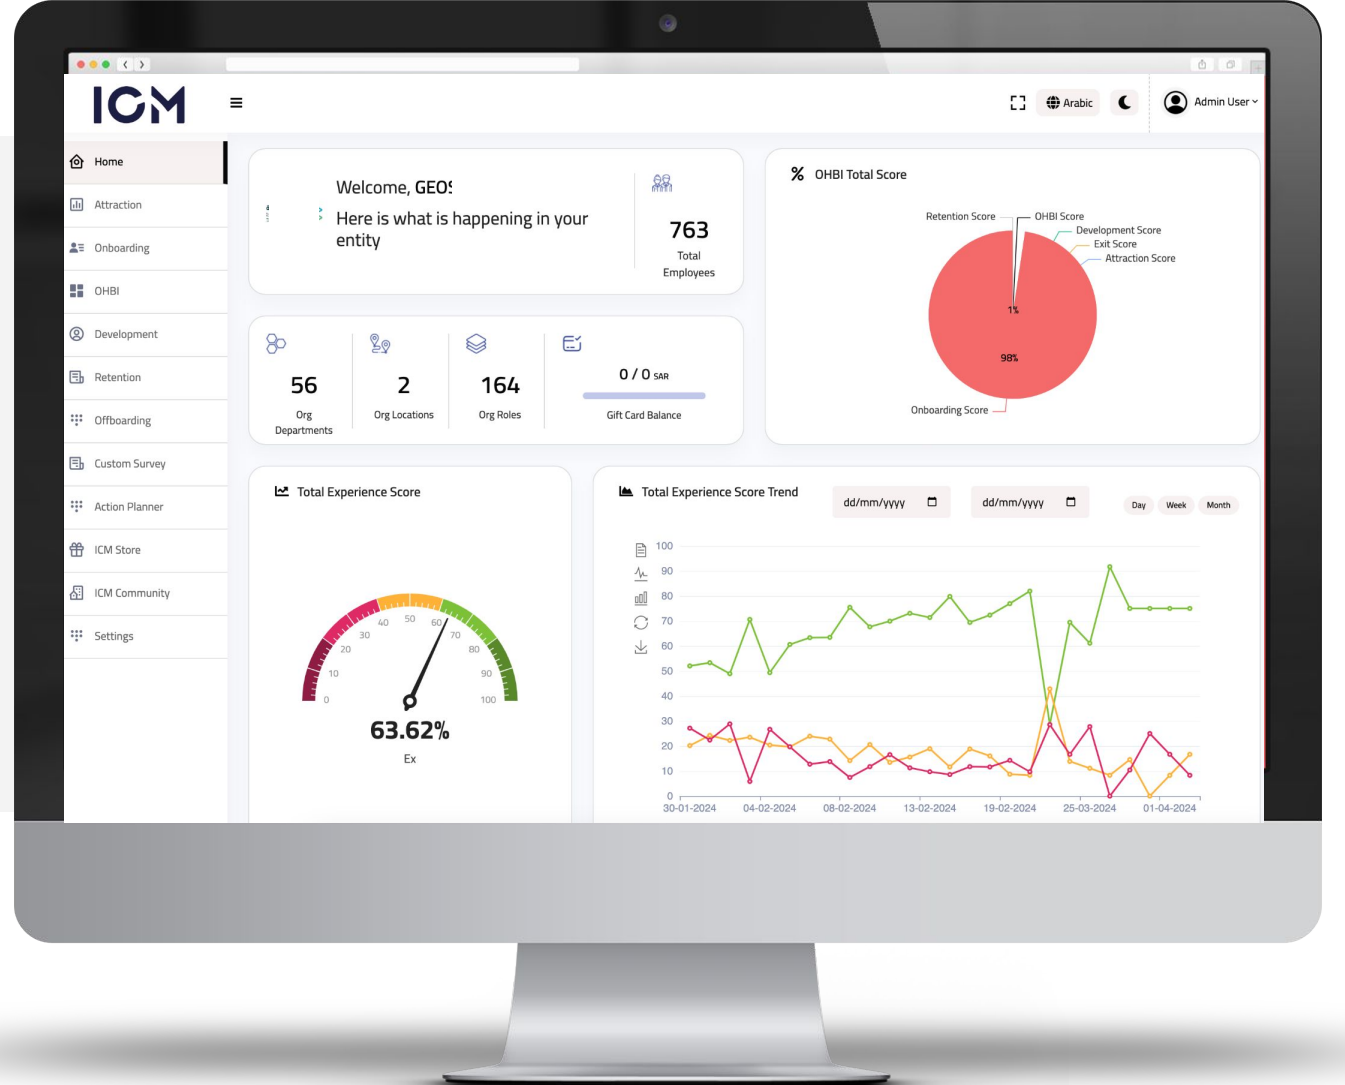 ICM
Arabic
Admin User
Home
Attraction
Onboarding
OHBI
Development
Retention
Offboarding
Custom Survey
Action Planner
ICM Store
ICM Community
Settings
Welcome, GEOS
Here is what is happening in your
entity
763
Total
Employees
56
Org
Departments
2
Org Locations
164
Org Roles
0 / 0 SAR
Gift Card Balance
% OHBI Total Score
Retention Score
OHBI Score
Development Score
Exit Score
Attraction Score
1%
98%
Onboarding Score
Total Experience Score
0
10
20
30
40
50
60
70
80
90
100
63.62%
Ex
Total Experience Score Trend
dd/mm/yyyy
dd/mm/yyyy
Day
Week
Month
100
90
80
70
60
50
40
30
20
10
0
30-01-2024
04-02-2024
08-02-2024
13-02-2024
19-02-2024
25-03-2024
01-04-2024